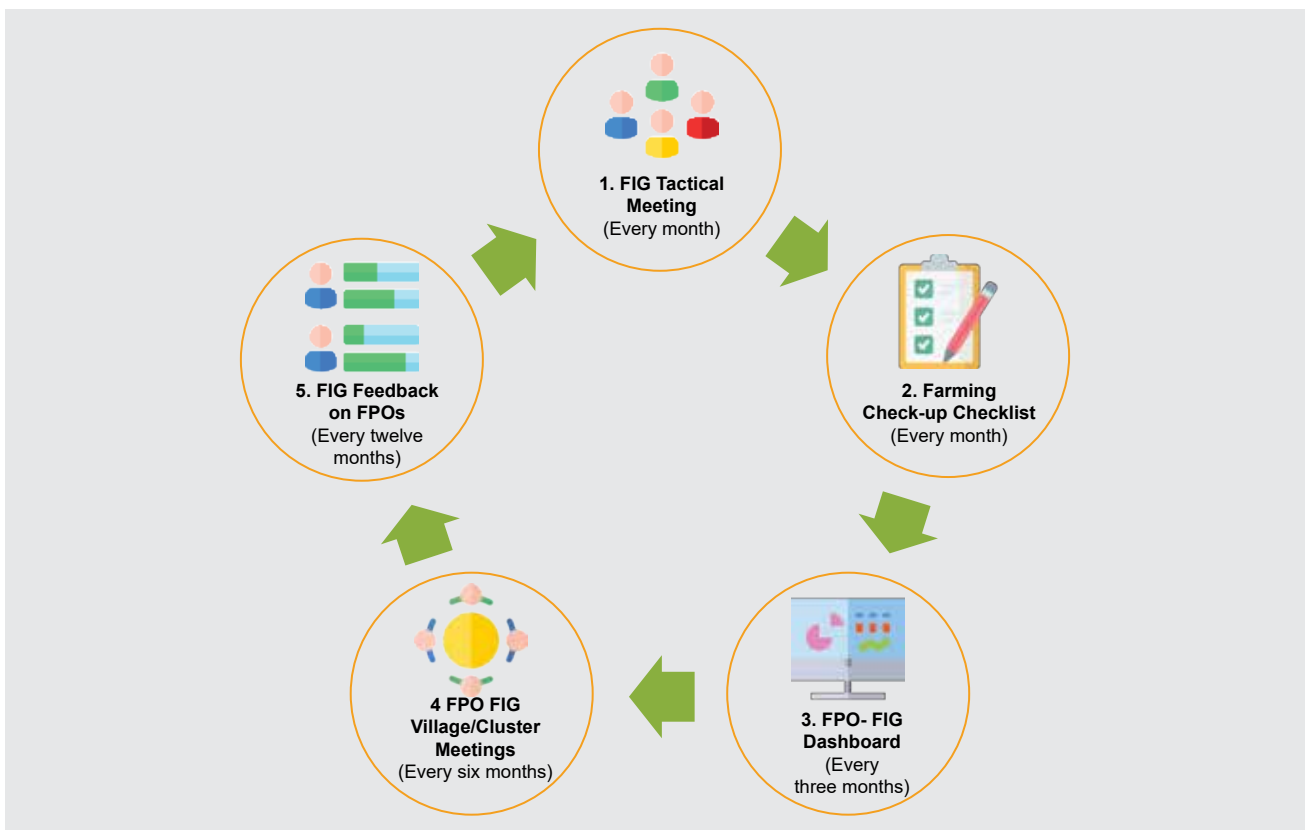 1. FIG Tactical
Meeting
(Every month)
2. Farming
Check-up Checklist
(Every month)
3. FPO- FIG
Dashboard
(Every
three months)
4 FPO FIG
Village/Cluster
Meetings
(Every six months)
5. FIG Feedback
on FPOs
(Every twelve
months)